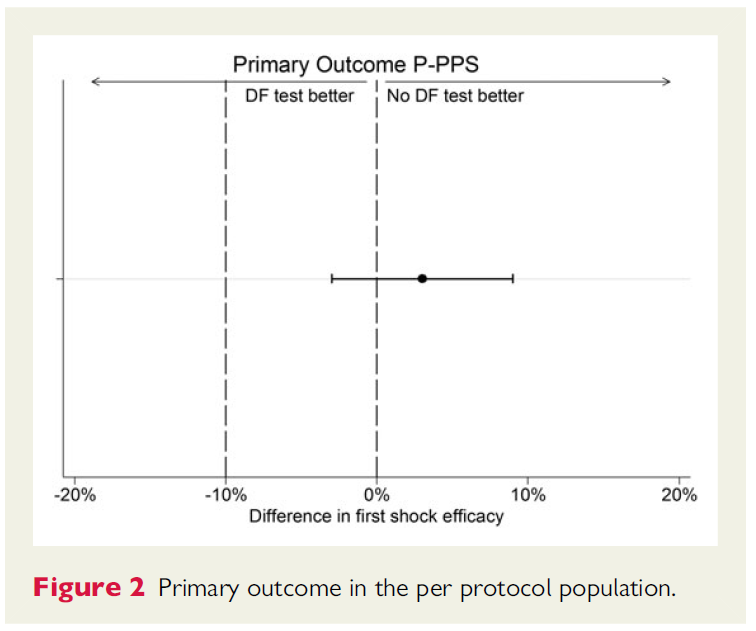 Primary Outcome P-PPS
DF test better
No DF test better
-20%
-10%
0%
10%
20%
Difference in first shock efficacy
Figure 2 Primary outcome in the per protocol population.